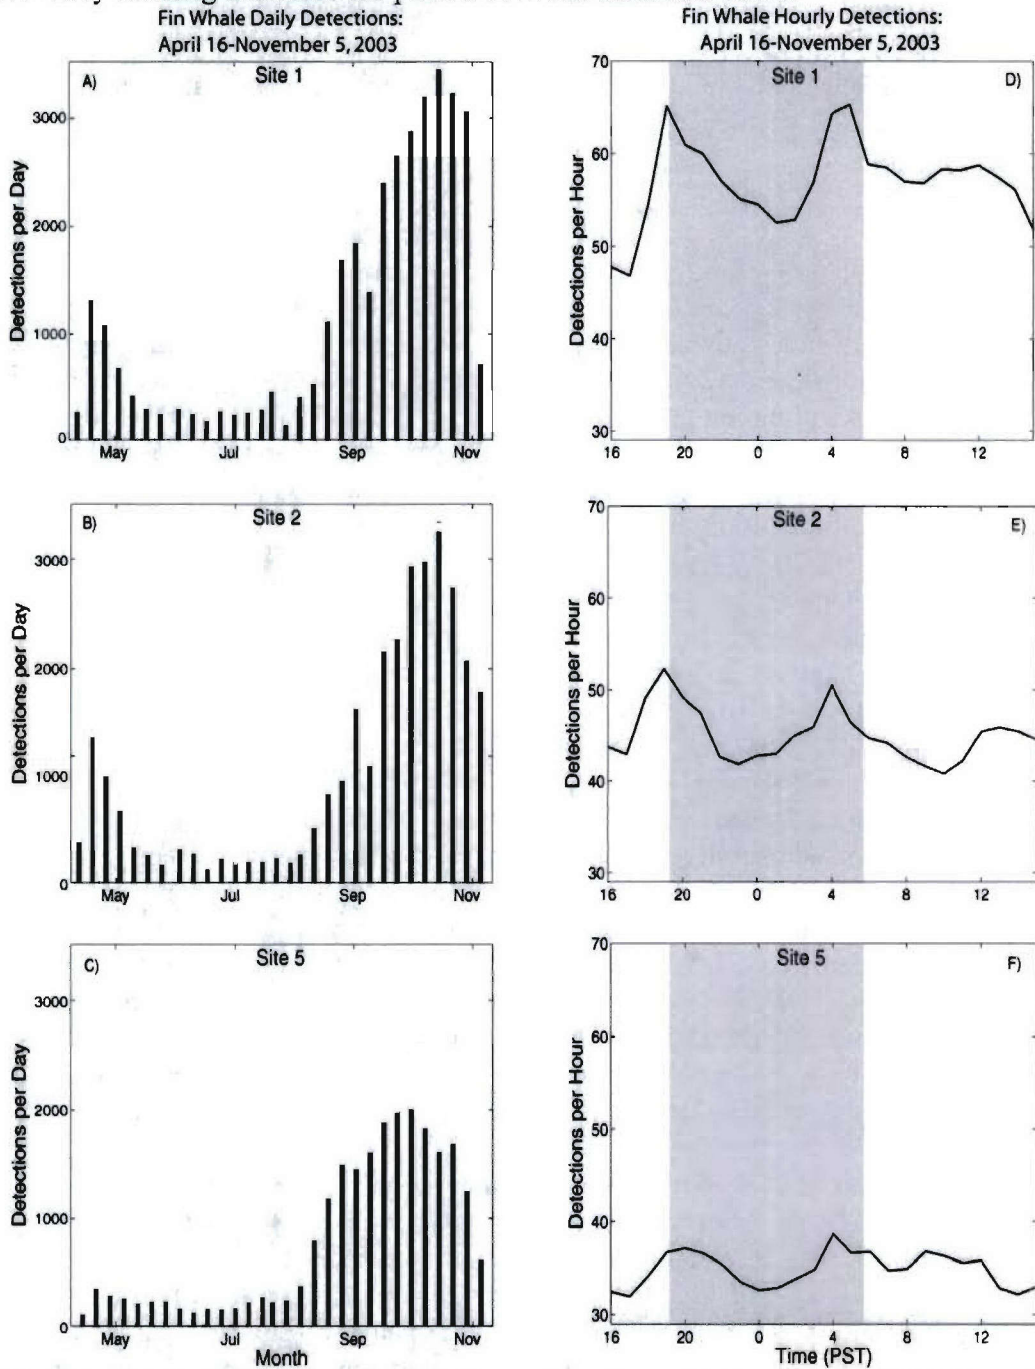 Fin Whale Daily Detections:
April 16-November 5, 2003
Fin Whale Hourly Detections:
April 16-November 5, 2003
A)
Site 1
Detections per Day
3000
2000
1000
0
May
Jul
Sep
Nov
Site 1
D)
Detections per Hour
70
60
50
40
30
16
20
0
4
8
12
B)
Site 2
Detections per Day
3000
2000
1000
0
May
Jul
Sep
Nov
Site 2
E)
Detections per Hour
70
60
50
40
30
16
20
0
4
8
12
C)
Site 5
Detections per Day
3000
2000
1000
0
May
Jul
Sep
Nov
Month
Site 5
F)
Detections per Hour
70
60
50
40
30
16
20
0
4
8
12
Time (PST)